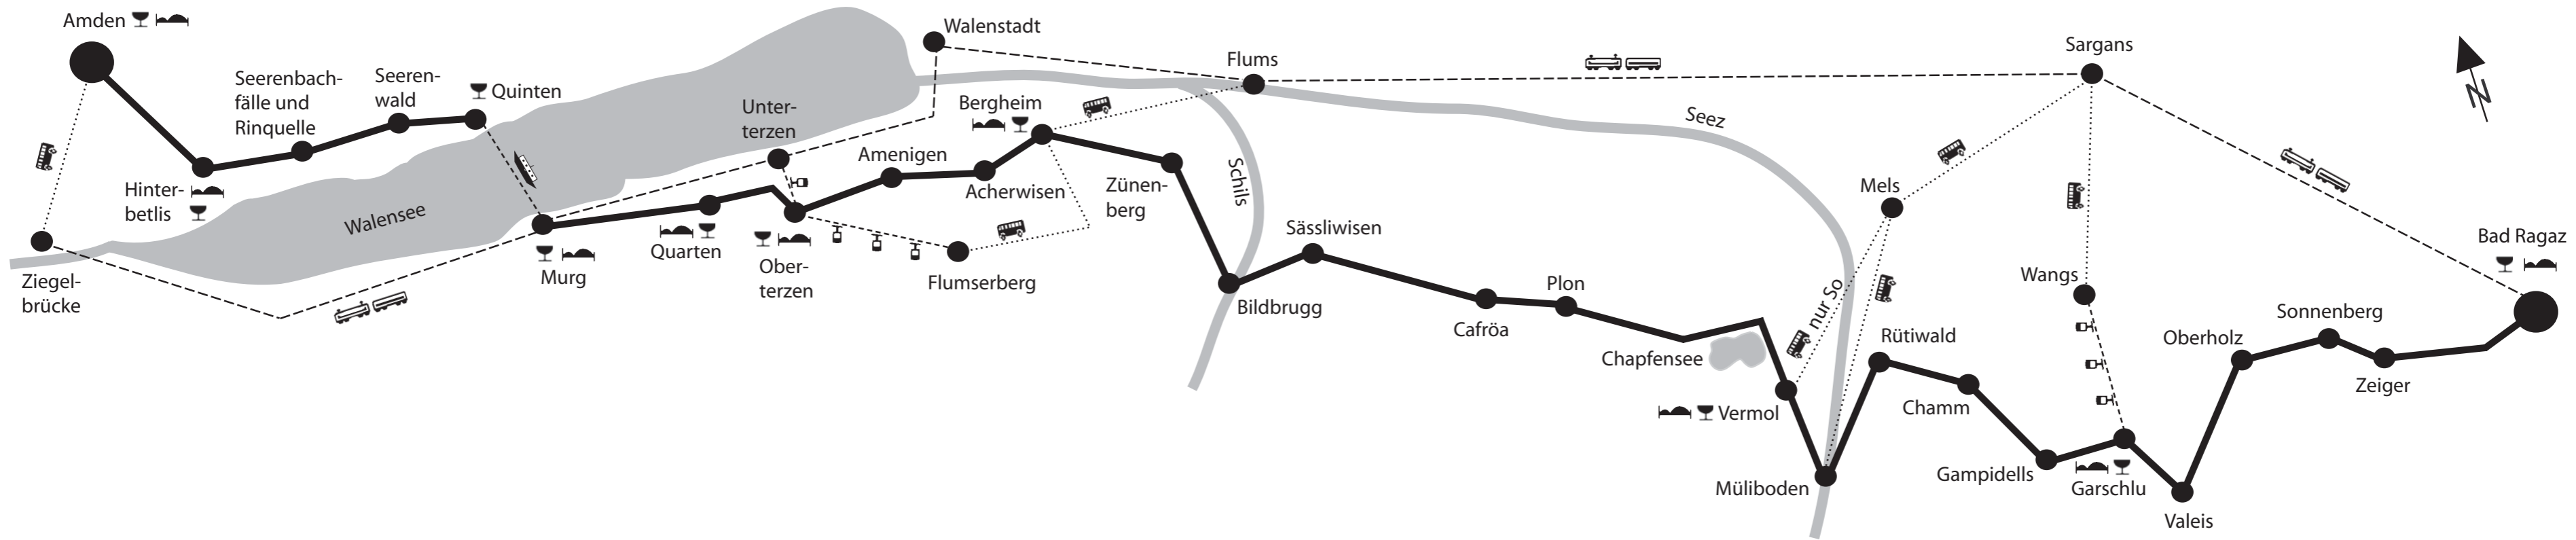 Amden
Seerenbach-
fälle und
Rinquelle
Seeren-
wald
Quinten
Hinter-
betlis
Ziegel-
brücke
Walensee
Murg
Unter-
terzen
Quarten
Ober-
terzen
Walenstadt
Bergheim
Amenigen
Acherwisen
Flumserberg
Flums
Zünen-
berg
Schils
Bildbrugg
Sässliwisen
Cafröa
Plon
Chapfensee
Seez
Sargans
Mels
nur So
Vermol
Müliboden
Rütiwald
Chamm
Gampidells
Wangs
Garschlu
Valeis
Oberholz
Sonnenberg
Zeiger
Bad Ragaz
N